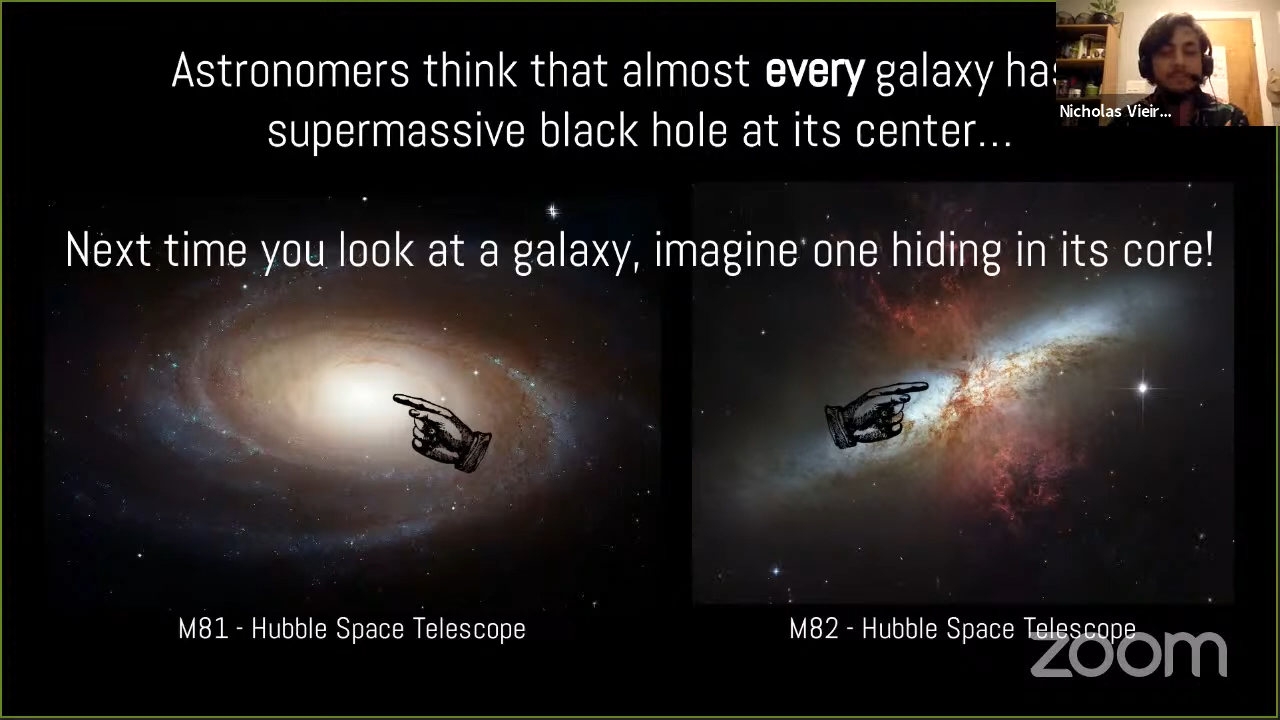 Astronomers think that almost every galaxy has
supermassive black hole at its center...
Nicholas Vieir...
Next time you look at a galaxy, imagine one hiding in its core!
M81 - Hubble Space Telescope
M82 - Hubble Space Telescope
zoom